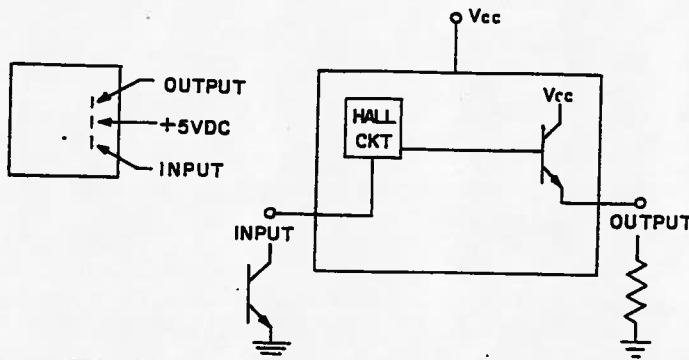 Vcc
OUTPUT
+5VDC
INPUT
HALL
CKT
Vcc
INPUT
OUTPUT